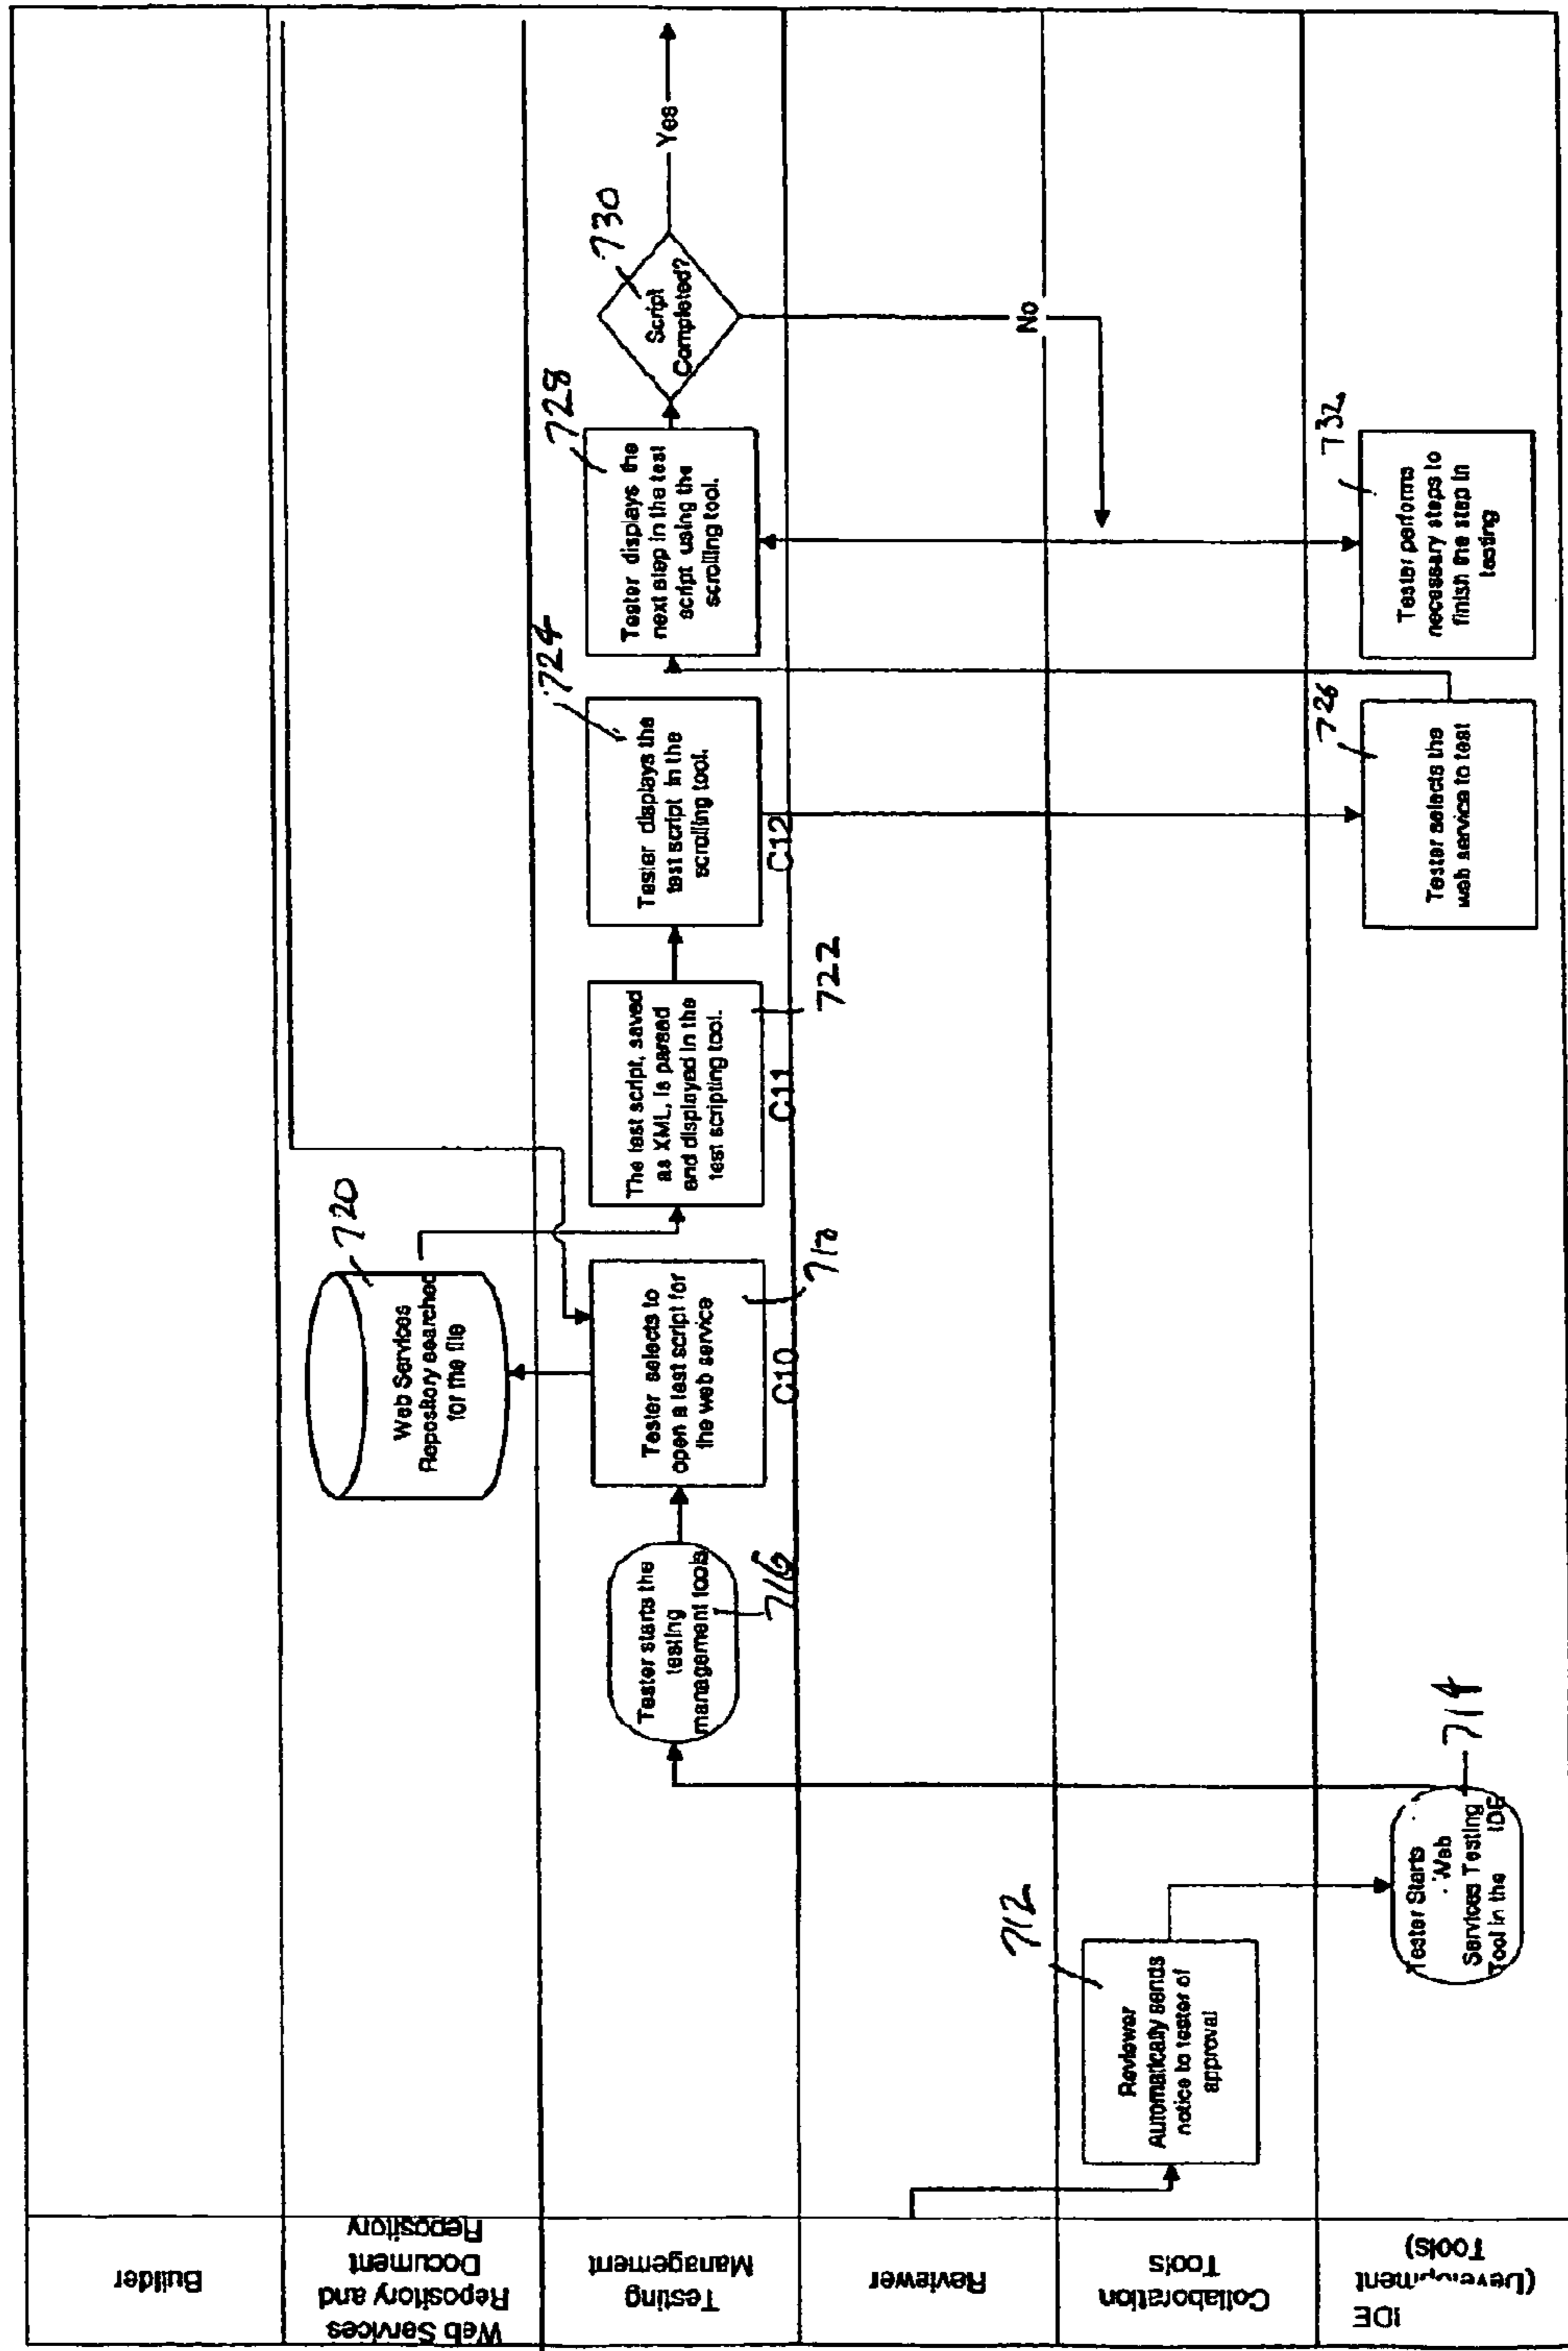 Builder
Web Services
Repository and
Document
Repository
Testing
Management
Reviewer
Collaboration
Tools
IDE
(Development
Tools)
712
Reviewer
Automatically sends
notice to tester of
approval
Tester Starts
Web
Services Testing
Tool in the IDE
714
Tester starts the
testing
management tools
716
Tester selects to
open a test script for
the web service
C10
718
Web Services
Repository searched
for the file
720
The test script, saved
as XML, is parsed
and displayed in the
test scripting tool.
C11
722
Tester displays the
test script in the
scrolling tool.
C12
724
Tester selects the
web service to test
726
Tester displays the
next step in the test
script using the
scrolling tool.
728
Script
Completed?
730
Yes
No
Tester performs
necessary steps to
finish the step in
testing
732